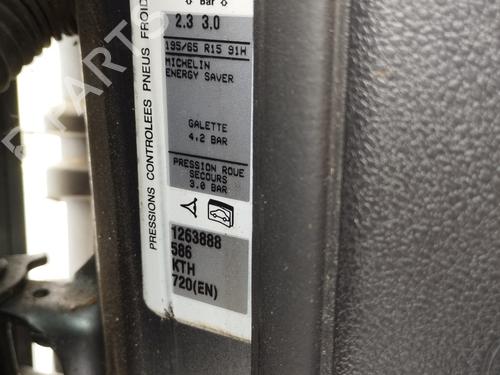 Bar
2.3 3.0
195/65 R15 91H
MICHELIN
ENERGY SAVER
GALETTE
4.2 BAR
PRESSION ROUE
SECOURS
3.0 BAR
PRESSIONS CONTROLEES PNEUS FROID
1263888
586
KTH
720(EN)